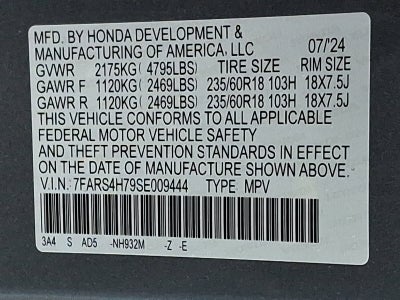 MFD. BY HONDA DEVELOPMENT &
MANUFACTURING OF AMERICA, LLC 07/'24
GVWR 2175KG( 4795LBS) TIRE SIZE RIM SIZE
GAWR F 1120KG( 2469LBS) 235/60R18 103H 18X7.5J
GAWR R 1120KG( 2469LBS) 235/60R18 103H 18X7.5J
THIS VEHICLE CONFORMS TO ALL APPLICABLE
FEDERAL MOTOR VEHICLE SAFETY
AND THEFT PREVENTION STANDARDS IN EFFECT ON
THE DATE OF MANUFACTURE SHOWN ABOVE.
V.I.N. 7FARS4H79SE009444 TYPE MPV
3A4 S AD5 -NH932M -Z -E